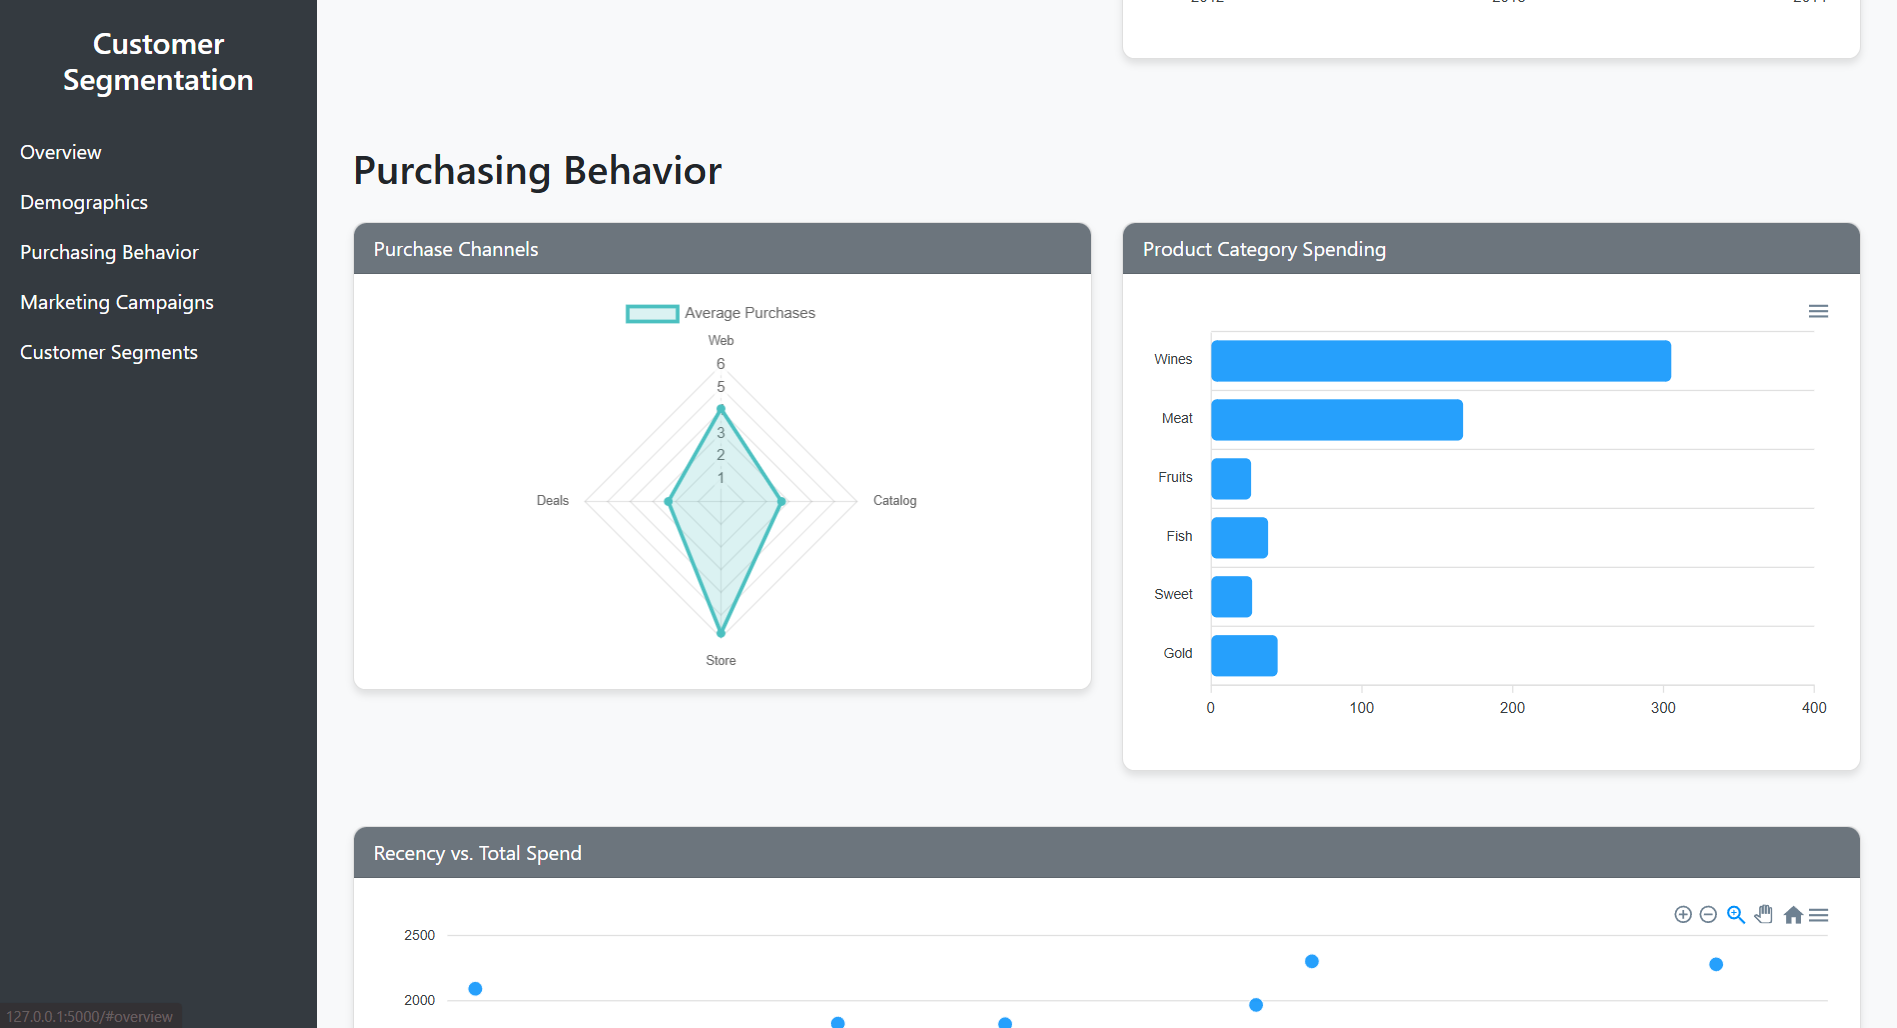 Customer
Segmentation
Overview
Demographics
Purchasing Behavior
Marketing Campaigns
Customer Segments
Purchasing Behavior
Purchase Channels
Average Purchases
Web
6
5
3
2
1
Deals
Catalog
Store
Product Category Spending
Wines
Meat
Fruits
Fish
Sweet
Gold
0 100 200 300 400
Recency vs. Total Spend
2500
2000
127.0.0.1:5000/#overview